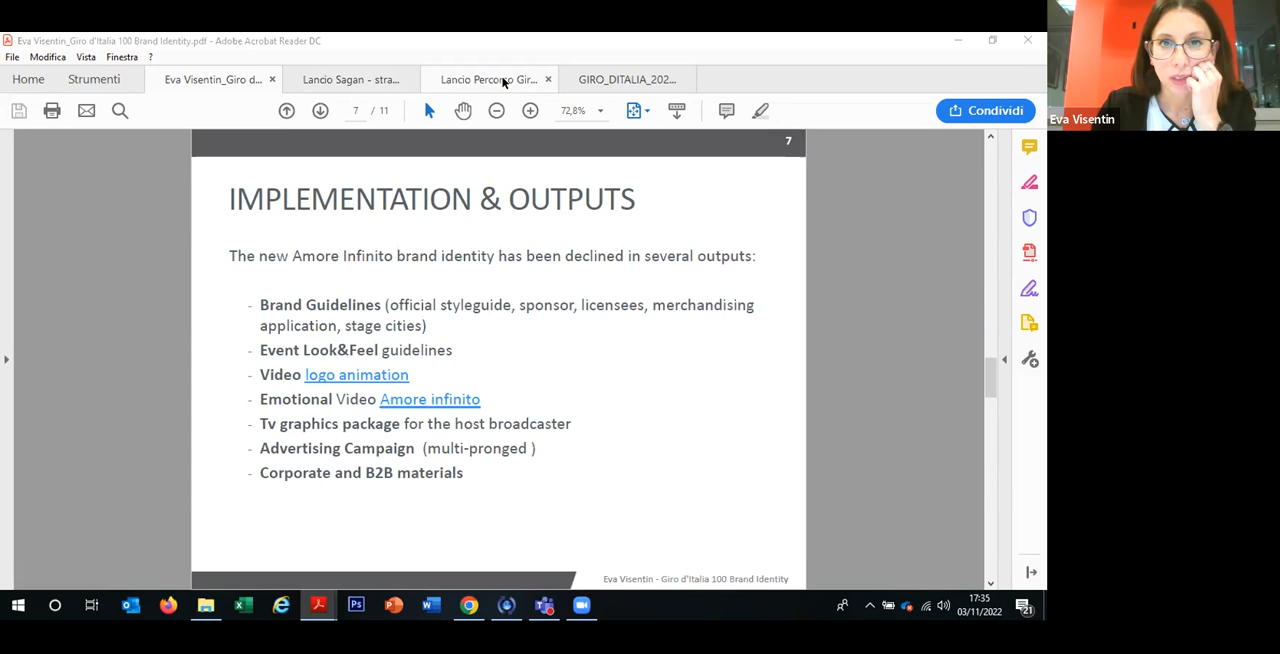 Eva Visentin_Giro d'Italia 100 Brand Identity.pdf - Adobe Acrobat Reader DC
File Modifica Vista Finestra ?
Home Strumenti Eva Visentin_Giro d... × Lancio Sagan - stra... Lancio Percorso Gir... × GIRO_DITALIA_202...
7 / 11 72,8% Condividi
Eva Visentin
7
IMPLEMENTATION & OUTPUTS
The new Amore Infinito brand identity has been declined in several outputs:
- Brand Guidelines (official styleguide, sponsor, licensees, merchandising
application, stage cities)
- Event Look&Feel guidelines
- Video logo animation
- Emotional Video Amore infinito
- Tv graphics package for the host broadcaster
- Advertising Campaign (multi-pronged )
- Corporate and B2B materials
Eva Visentin - Giro d'Italia 100 Brand Identity
17:35
03/11/2022
21